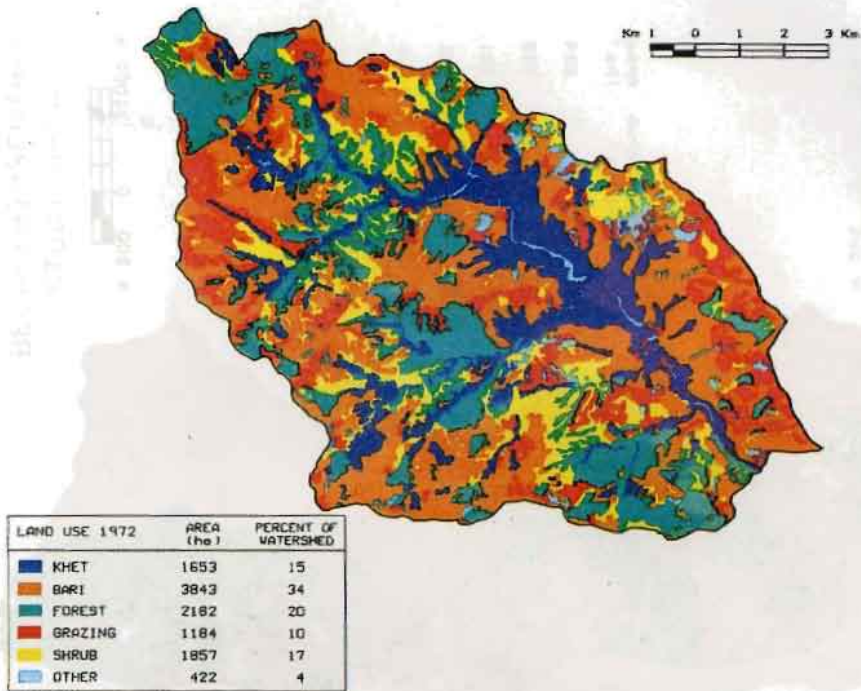 Km 1 0 1 2 3 Km
LAND USE 1972 AREA (ha) PERCENT OF WATERSHED
KHET 1653 15
BARI 3843 34
FOREST 2182 20
GRAZING 1184 10
SHRUB 1857 17
OTHER 422 4